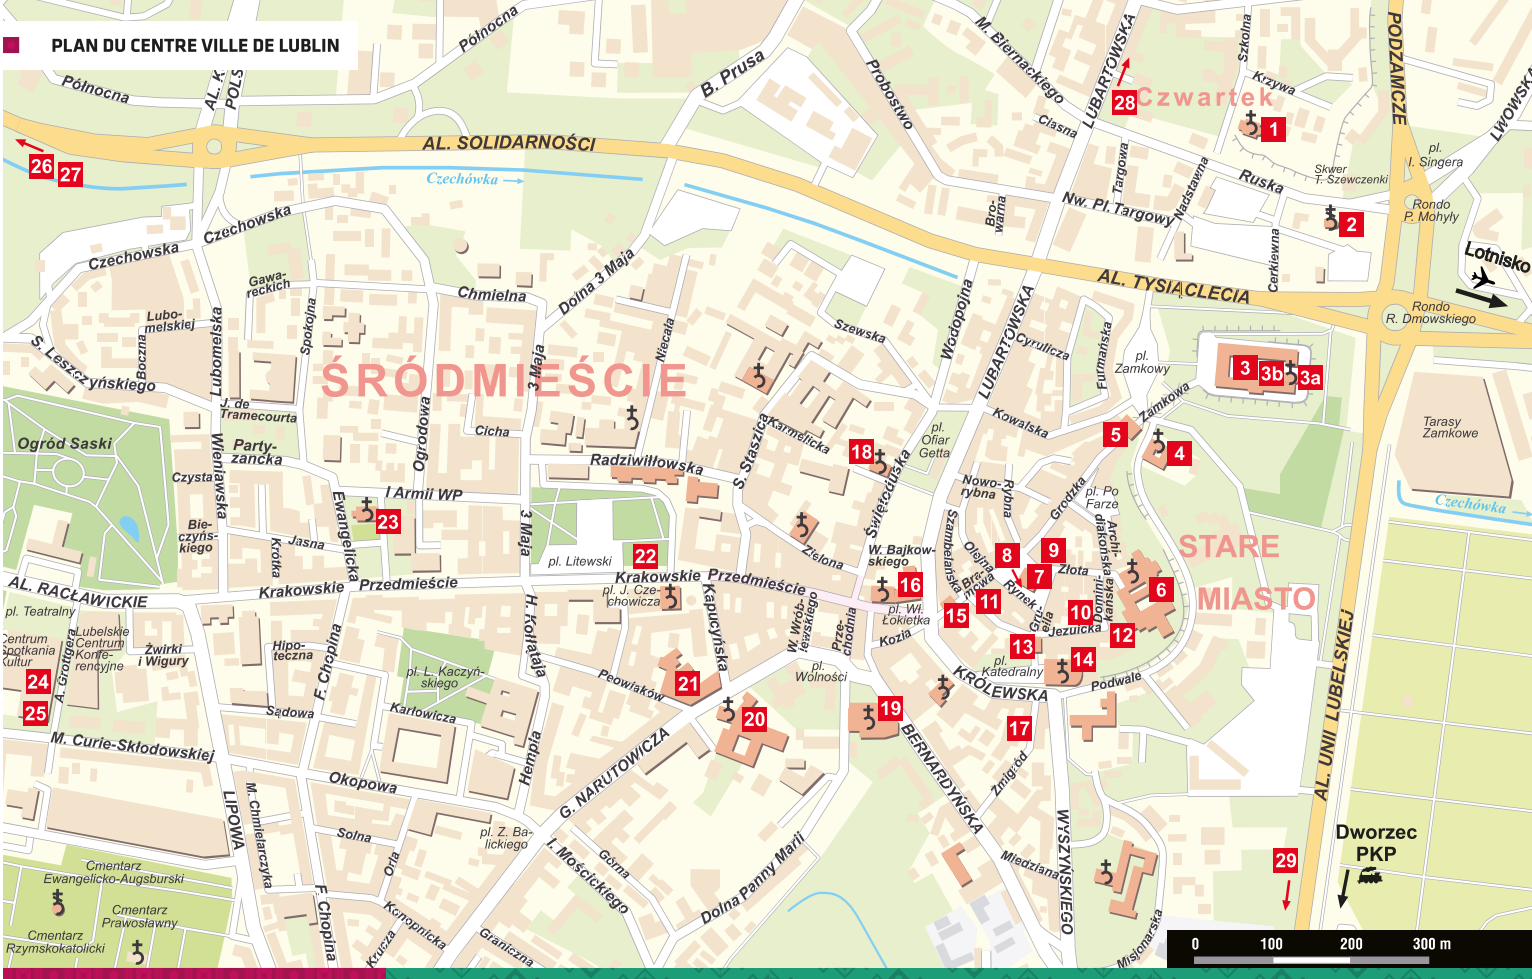 PLAN DU CENTRE VILLE DE LUBLIN
Północna
Północna
AL. K
POLS
M. Biernackiego
LUBARTOWSKA
Szkolna
Krzywa
PODZAMCZE
LWOWSKA
B. Prusa
Probostwo
28
Czwartek
1
Ciasna
AL. SOLIDARNOŚCI
26
27
Czechówka
Targowa
Nadstawna
Ruska
Skwer
T. Szewczenki
pl.
I. Singera
Rondo
P. Mohyły
Bro-
warna
Nw. Pl. Targowy
2
Cerkiewna
Lotnisko
Czechowska
Czechowska
Gawa-
reckich
Chmielna
Dolna 3 Maja
AL. TYSIĄCLECIA
Rondo
R. Dmowskiego
Lubo-
melskiej
Boczna
Lubomelska
Spokojna
S. Leszczyńskiego
3 Maja
Niecała
Szewska
Wodopojna
LUBARTOWSKA
Cyrulicza
Furmańska
pl.
Zamkowy
3
3b
3a
ŚRÓDMIEŚCIE
J. de
Tramecourta
Ogrodowa
Zamkowa
Ogród Saski
Party-
zancka
Cicha
Karmelicka
S. Staszica
pl.
Ofiar
Getta
Kowalska
5
4
Tarasy
Zamkowe
Radziwiłłowska
18
Czysta
Wieniawska
I Armii WP
Ewangelicka
23
Świętoduska
Nowo-
rybna
Rybna
Grodzka
pl. Po
Farze
Czechówka
Bie-
czyńs-
kiego
Jasna
Krótka
3 Maja
pl. Litewski
22
Zielona
W. Bajkow-
skiego
Szambelańska
Olejna
Bra-
mowa
8
9
7
Archi-
diakońska
Złota
STARE
MIASTO
AL. RACŁAWICKIE
Krakowskie Przedmieście
Krakowskie Przedmieście
pl. J. Cze-
chowicza
16
6
pl. Teatralny
Centrum
Spotkania
Kultur
Lubelskie
Centrum
Konfe-
rencyjne
A. Grottgera
Żwirki
i Wigury
Hipo-
teczna
F. Chopina
H. Kołłątaja
Kapucyńska
W. Wrób-
lewskiego
Prze-
chodnia
pl. Wł.
Łokietka
Kozia
15
11
Rynek
Gru-
ella
10
Domini-
kańska
Jezuicka
12
13
14
pl.
Katedralny
Podwale
24
25
pl. L. Kaczyń-
skiego
Peowiaków
21
pl.
Wolności
KRÓLEWSKA
Sądowa
Karłowicza
20
19
17
M. Curie-Skłodowskiej
Okopowa
Hempla
G. NARUTOWICZA
BERNARDYŃSKA
Żmigród
AL. UNII LUBELSKIEJ
LIPOWA
M. Chmielarczyka
Solna
Orla
pl. Z. Ba-
lickiego
I. Mościckiego
Górna
Dolna Panny Marii
Miedziana
WYSZYŃSKIEGO
Dworzec
PKP
29
Cmentarz
Ewangelicko-Augsburski
Cmentarz
Prawosławny
Cmentarz
Rzymskokatolicki
F. Chopina
Konopnicka
Krucza
Graniczna
Misjonarska
0 100 200 300 m